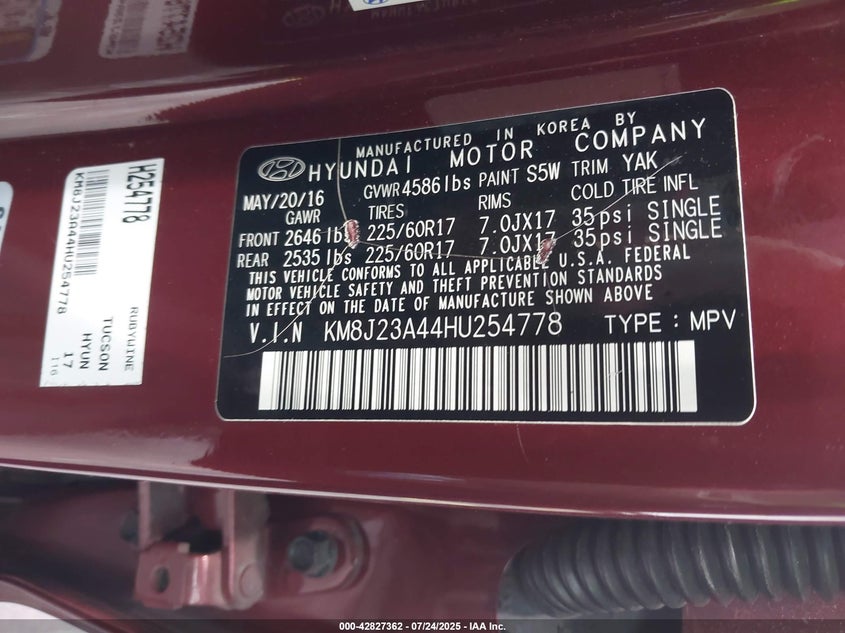 MANUFACTURED IN KOREA BY
HYUNDAI MOTOR COMPANY
MAY/20/16 GVWR 4586 lbs PAINT S5W TRIM YAK
GAWR TIRES RIMS COLD TIRE INFL
FRONT 2646 lbs 225/60R17 7.0JX17 35psi SINGLE
REAR 2535 lbs 225/60R17 7.0JX17 35psi SINGLE
THIS VEHICLE CONFORMS TO ALL APPLICABLE U.S.A. FEDERAL
MOTOR VEHICLE SAFETY AND THEFT PREVENTION STANDARDS
IN EFFECT ON THE DATE OF MANUFACTURE SHOWN ABOVE
V.I.N KM8J23A44HU254778 TYPE : MPV
H254778
KM8J23A44HU254778
RUBYWINE
TUCSON
HYUN
17
116
000-42827362 - 07/24/2025 - IAA Inc.